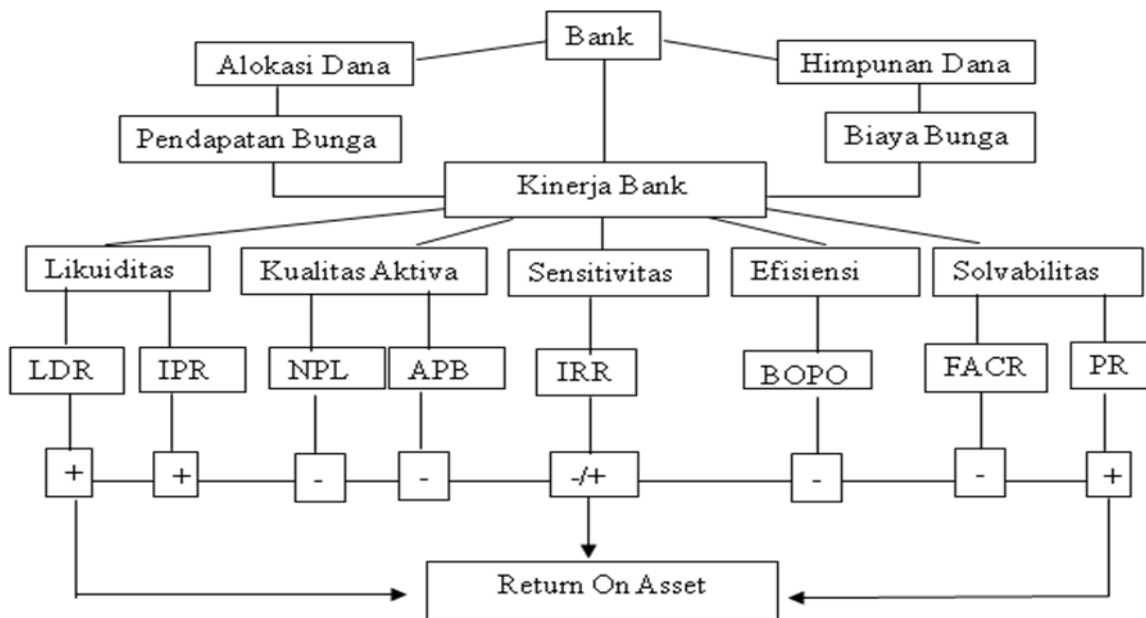 Bank
Alokasi Dana
Himpunan Dana
Pendapatan Bunga
Biaya Bunga
Kinerja Bank
Likuiditas
Kualitas Aktiva
Sensitivitas
Efisiensi
Solvabilitas
LDR
IPR
NPL
APB
IRR
BOPO
FACR
PR
+
+
-
-
-/+
-
-
+
Return On Asset